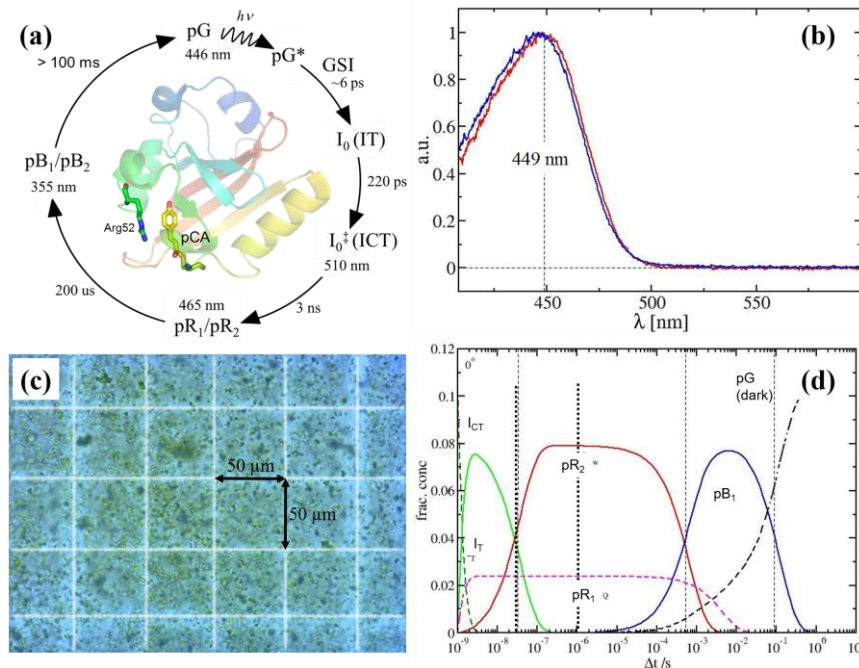 (a)
pG
446 nm
hν
pG*
GSI
~6 ps
I0 (IT)
220 ps
I0‡ (ICT)
510 nm
3 ns
465 nm
pR1/pR2
200 us
pB1/pB2
355 nm
> 100 ms
Arg52
pCA
(b)
a.u.
1
0.8
0.6
0.4
0.2
0
449 nm
450
500
550
λ [nm]
(c)
50 µm
50 µm
(d)
frac. conc
0.12
0.1
0.08
0.06
0.04
0.02
0
0°
ICT
IT
pR2
pR1
pB1
pG
(dark)
10⁻⁹
10⁻⁸
10⁻⁷
10⁻⁶
10⁻⁵
10⁻⁴
10⁻³
10⁻²
10⁻¹
10⁰
Δt /s